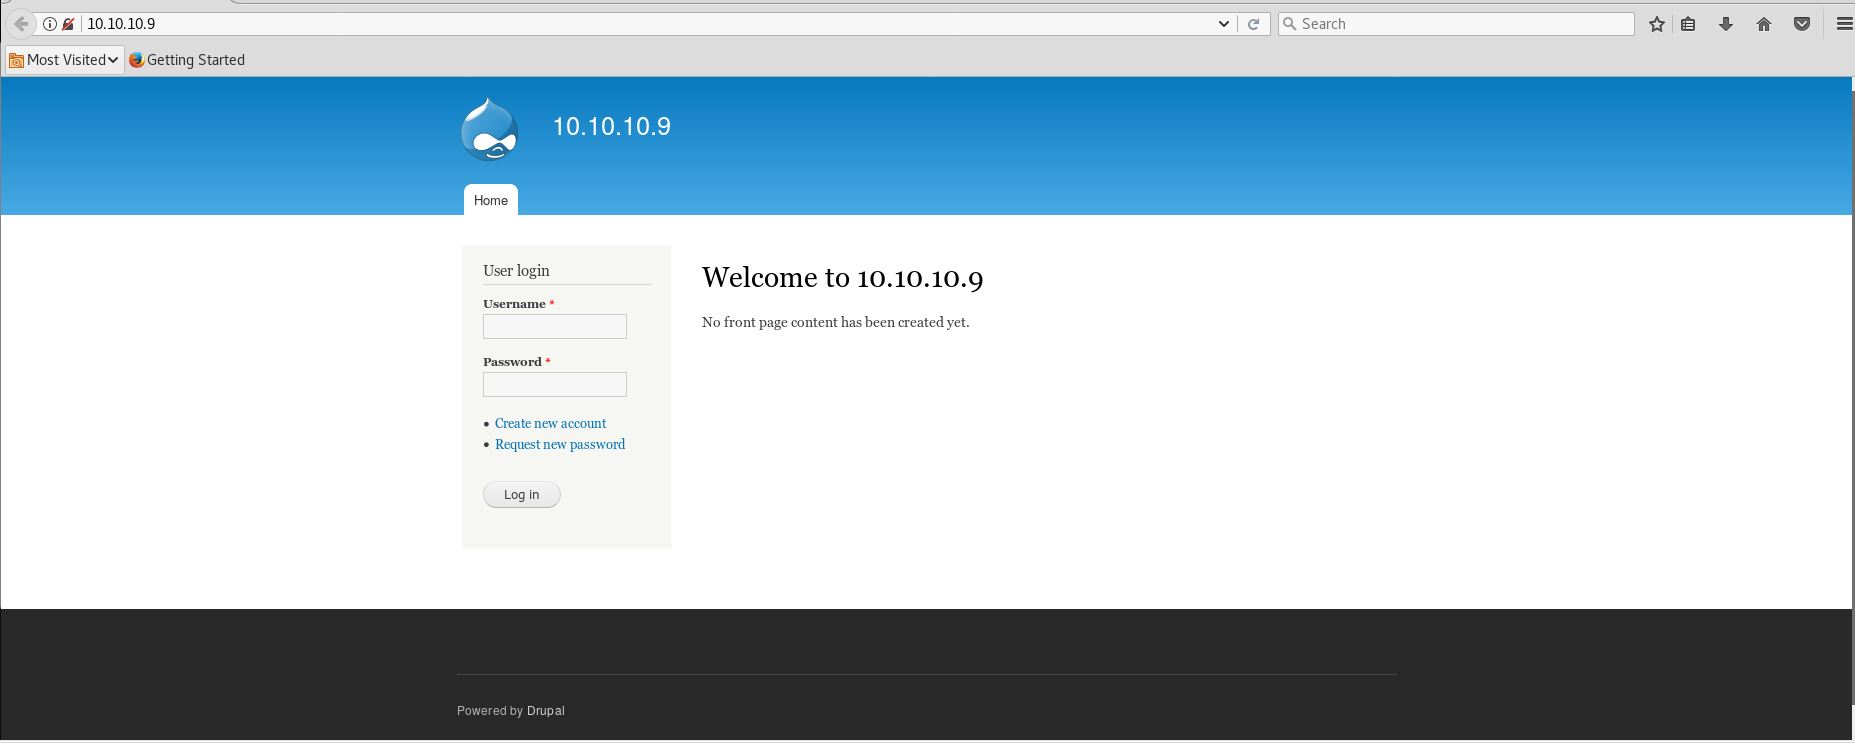 10.10.10.9
Search
Most Visited
Getting Started
10.10.10.9
Home
User login
Username *
Password *
Create new account
Request new password
Log in
Welcome to 10.10.10.9
No front page content has been created yet.
Powered by Drupal